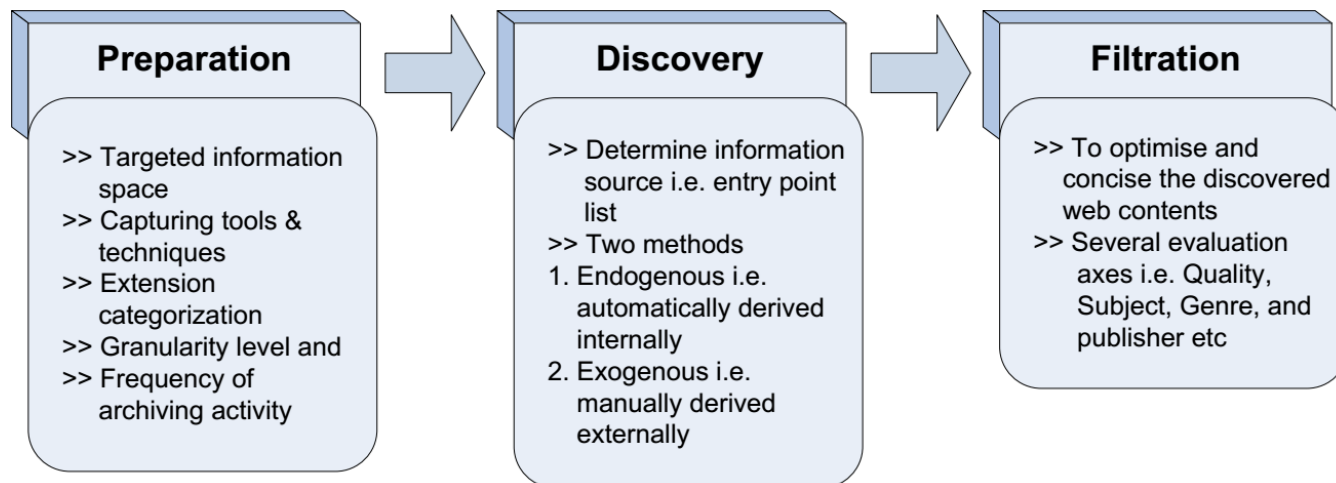 Preparation
>> Targeted information
space
>> Capturing tools &
techniques
>> Extension
categorization
>> Granularity level and
>> Frequency of
archiving activity
Discovery
>> Determine information
source i.e. entry point
list
>> Two methods
1. Endogenous i.e.
automatically derived
internally
2. Exogenous i.e.
manually derived
externally
Filtration
>> To optimise and
concise the discovered
web contents
>> Several evaluation
axes i.e. Quality,
Subject, Genre, and
publisher etc